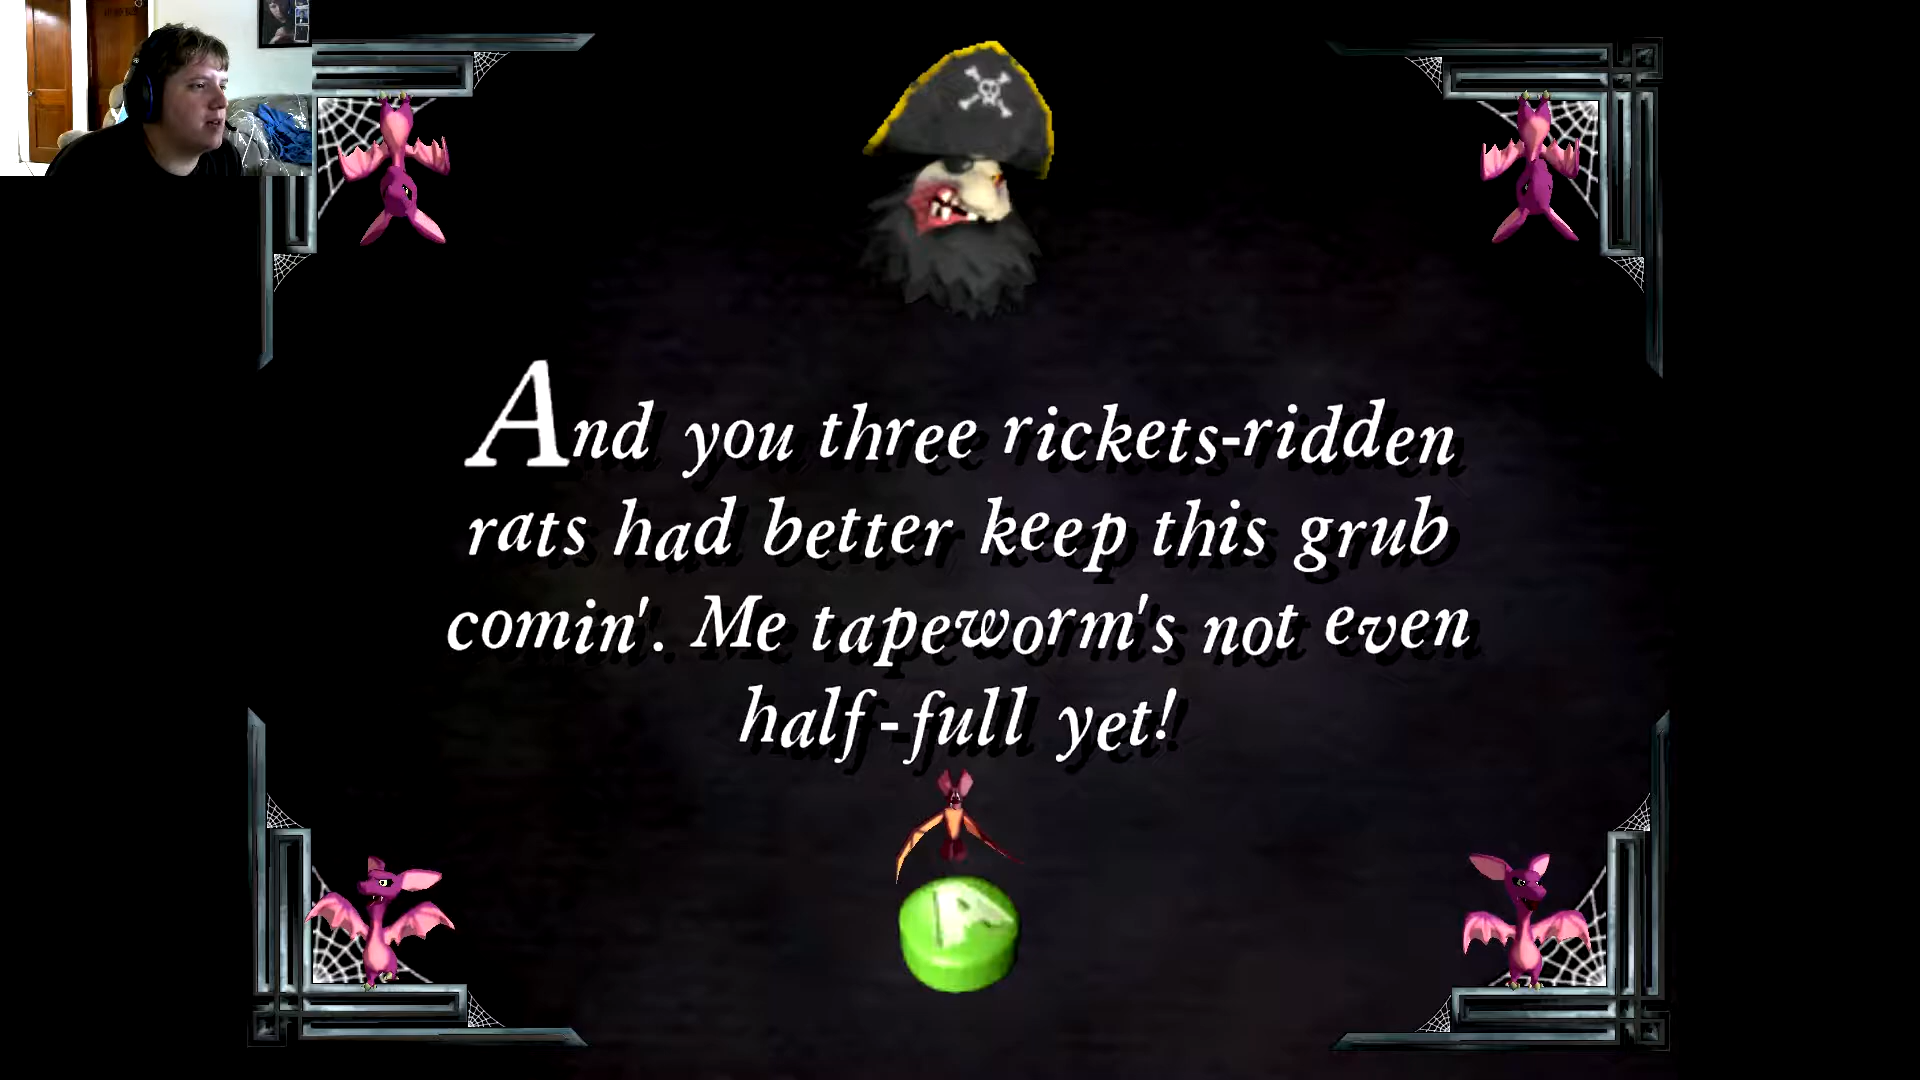 And you three rickets-ridden
rats had better keep this grub
comin'. Me tapeworm's not even
half-full yet!
A